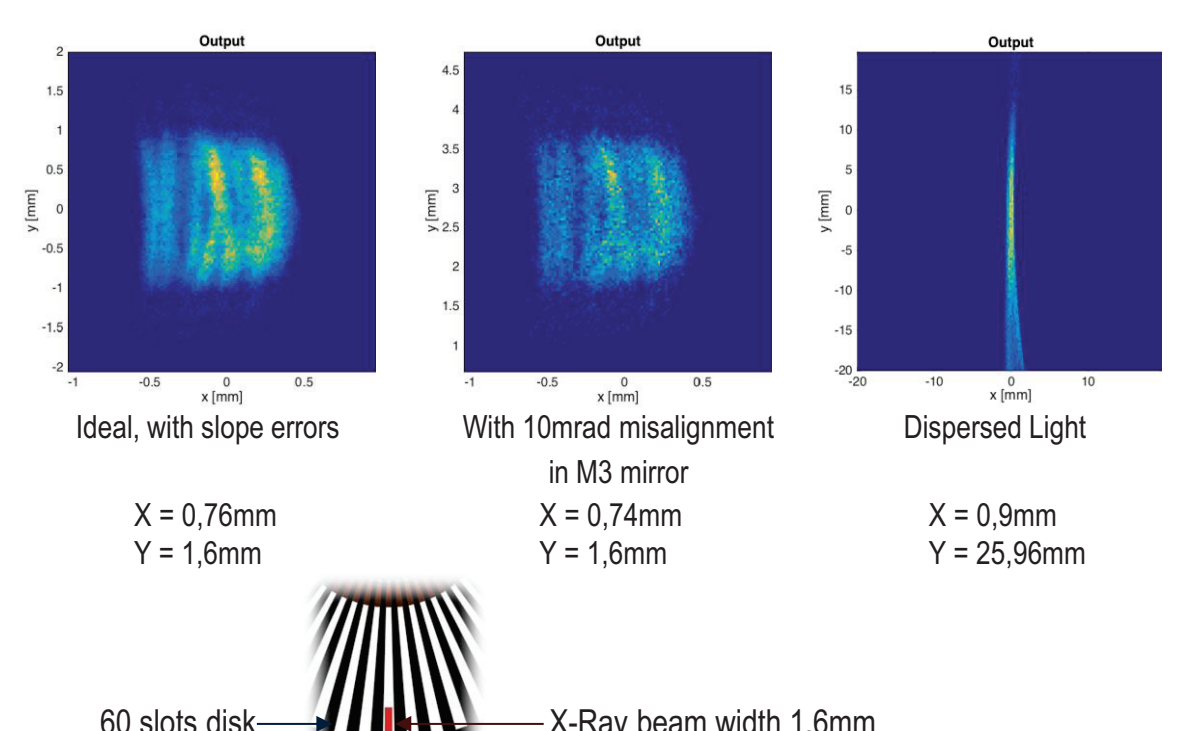 Output
2
1.5
1
0.5
0
-0.5
-1
-1.5
-2
y [mm]
-1 -0.5 0 0.5
x [mm]
Output
4.5
4
3.5
3
2.5
2
1.5
1
y [mm]
-1 -0.5 0 0.5
x [mm]
Output
15
10
5
0
-5
-10
-15
-20
y [mm]
-20 -10 0 10
x [mm]
Ideal, with slope errors
X = 0,76mm
Y = 1,6mm
With 10mrad misalignment
in M3 mirror
X = 0,74mm
Y = 1,6mm
Dispersed Light
X = 0,9mm
Y = 25,96mm
60 slots disk
X-Ray beam width 1,6mm